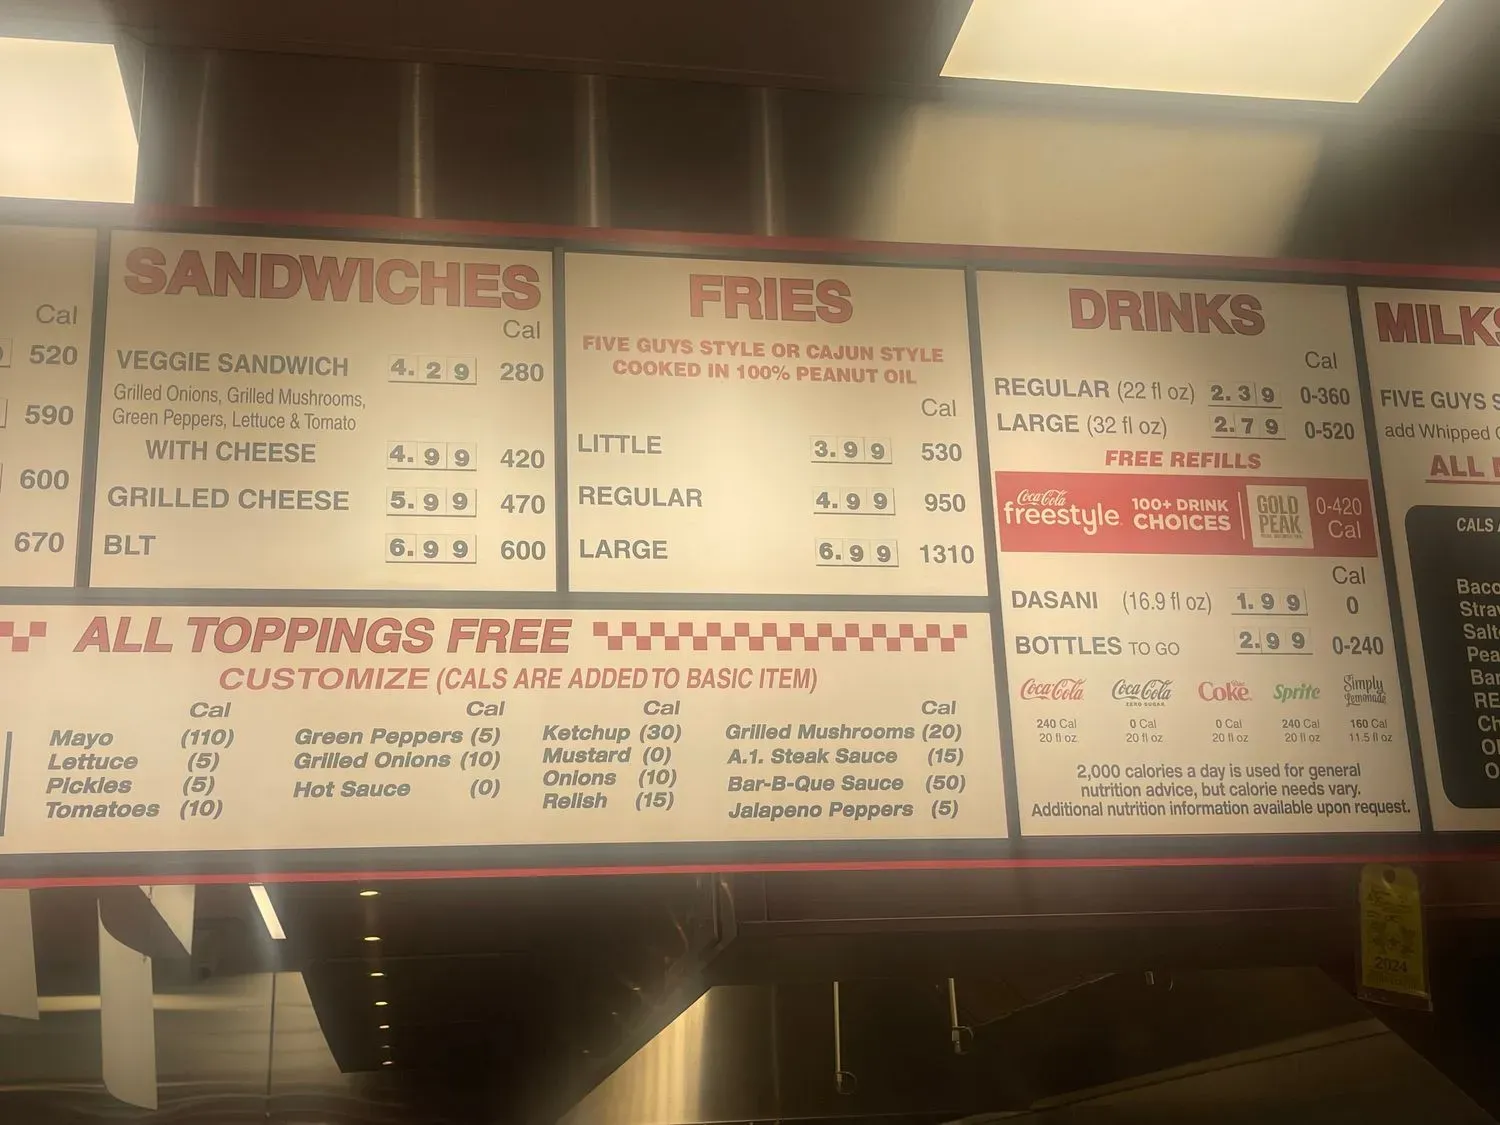 Cal
520
590
600
670
SANDWICHES
Cal
VEGGIE SANDWICH 4.29 280
Grilled Onions, Grilled Mushrooms,
Green Peppers, Lettuce & Tomato
WITH CHEESE 4.99 420
GRILLED CHEESE 5.99 470
BLT 6.99 600
FRIES
FIVE GUYS STYLE OR CAJUN STYLE
COOKED IN 100% PEANUT OIL
Cal
LITTLE 3.99 530
REGULAR 4.99 950
LARGE 6.99 1310
DRINKS
Cal
REGULAR (22 fl oz) 2.39 0-360
LARGE (32 fl oz) 2.79 0-520
FREE REFILLS
Coca-Cola freestyle 100+ DRINK CHOICES GOLD PEAK 0-420 Cal
Cal
DASANI (16.9 fl oz) 1.99 0
BOTTLES TO GO 2.99 0-240
Coca-Cola Coca-Cola ZERO SUGAR Diet Coke Sprite Simply Lemonade
240 Cal 0 Cal 0 Cal 240 Cal 160 Cal
20 fl oz 20 fl oz 20 fl oz 20 fl oz 11.5 fl oz
2,000 calories a day is used for general
nutrition advice, but calorie needs vary.
Additional nutrition information available upon request.
MILKS
FIVE GUYS S
add Whipped
ALL
CALS
Baco
Straw
Salte
Pea
Bar
RE
Ch
ALL TOPPINGS FREE
CUSTOMIZE (CALS ARE ADDED TO BASIC ITEM)
Cal Cal Cal Cal
Mayo (110) Green Peppers (5) Ketchup (30) Grilled Mushrooms (20)
Lettuce (5) Grilled Onions (10) Mustard (0) A.1. Steak Sauce (15)
Pickles (5) Hot Sauce (0) Onions (10) Bar-B-Que Sauce (50)
Tomatoes (10) Relish (15) Jalapeno Peppers (5)
2024